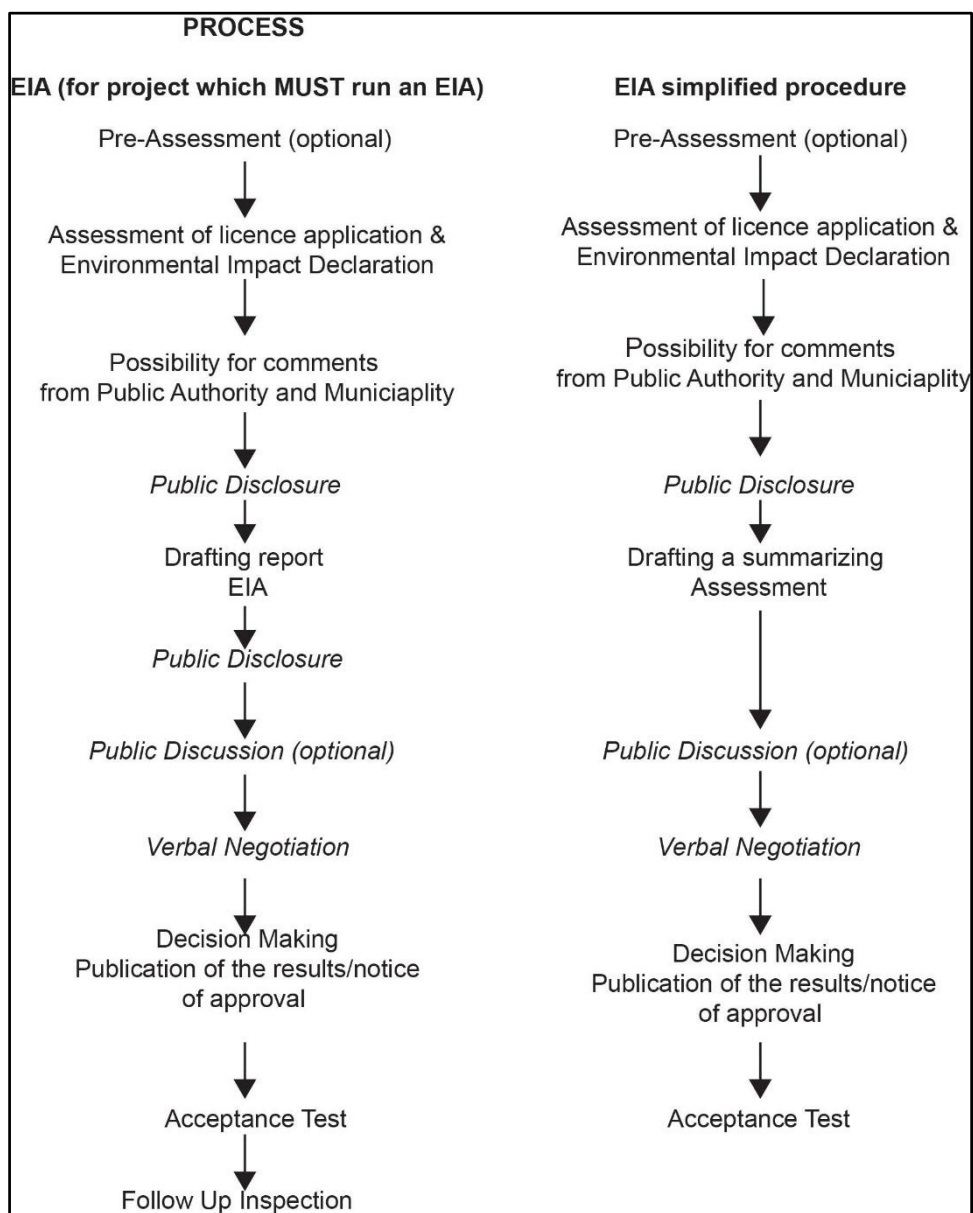 PROCESS
EIA (for project which MUST run an EIA)
Pre-Assessment (optional)
Assessment of licence application &
Environmental Impact Declaration
Possibility for comments
from Public Authority and Municiaplity
Public Disclosure
Drafting report
EIA
Public Disclosure
Public Discussion (optional)
Verbal Negotiation
Decision Making
Publication of the results/notice
of approval
Acceptance Test
Follow Up Inspection
EIA simplified procedure
Pre-Assessment (optional)
Assessment of licence application &
Environmental Impact Declaration
Possibility for comments
from Public Authority and Municiaplity
Public Disclosure
Drafting a summarizing
Assessment
Public Discussion (optional)
Verbal Negotiation
Decision Making
Publication of the results/notice
of approval
Acceptance Test